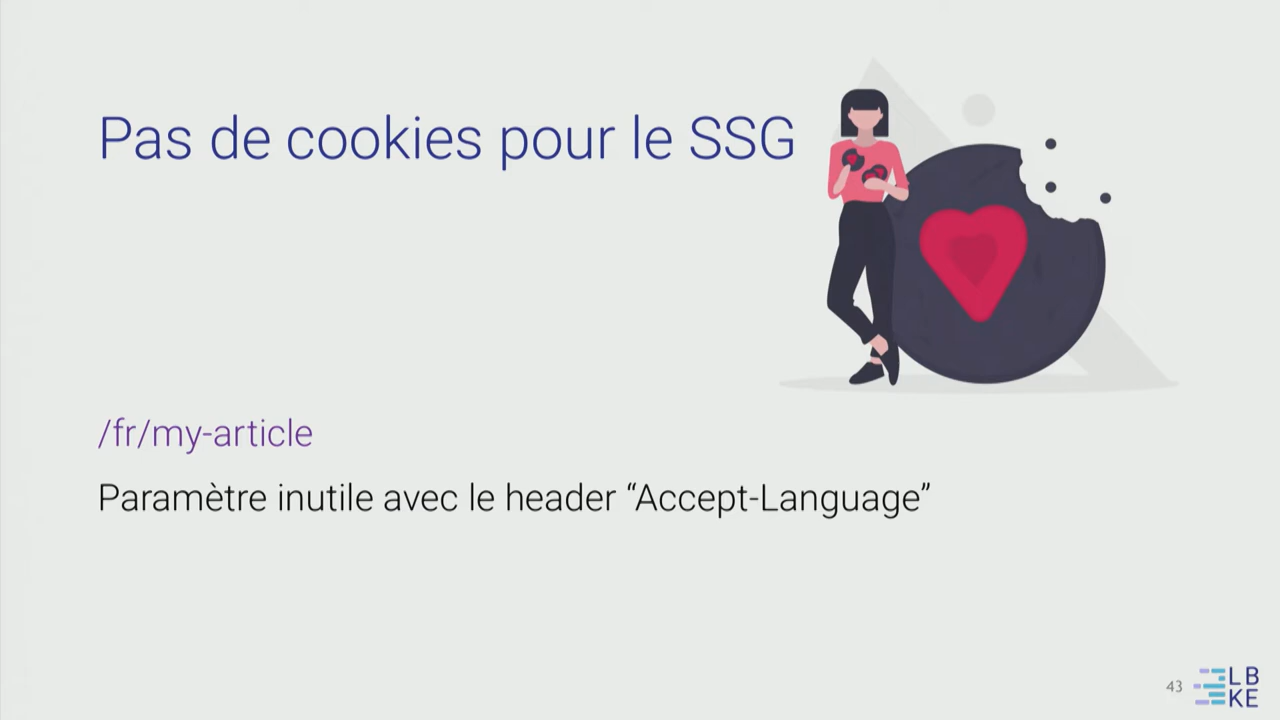 Pas de cookies pour le SSG
/fr/my-article
Paramètre inutile avec le header “Accept-Language”
43
LB
KE